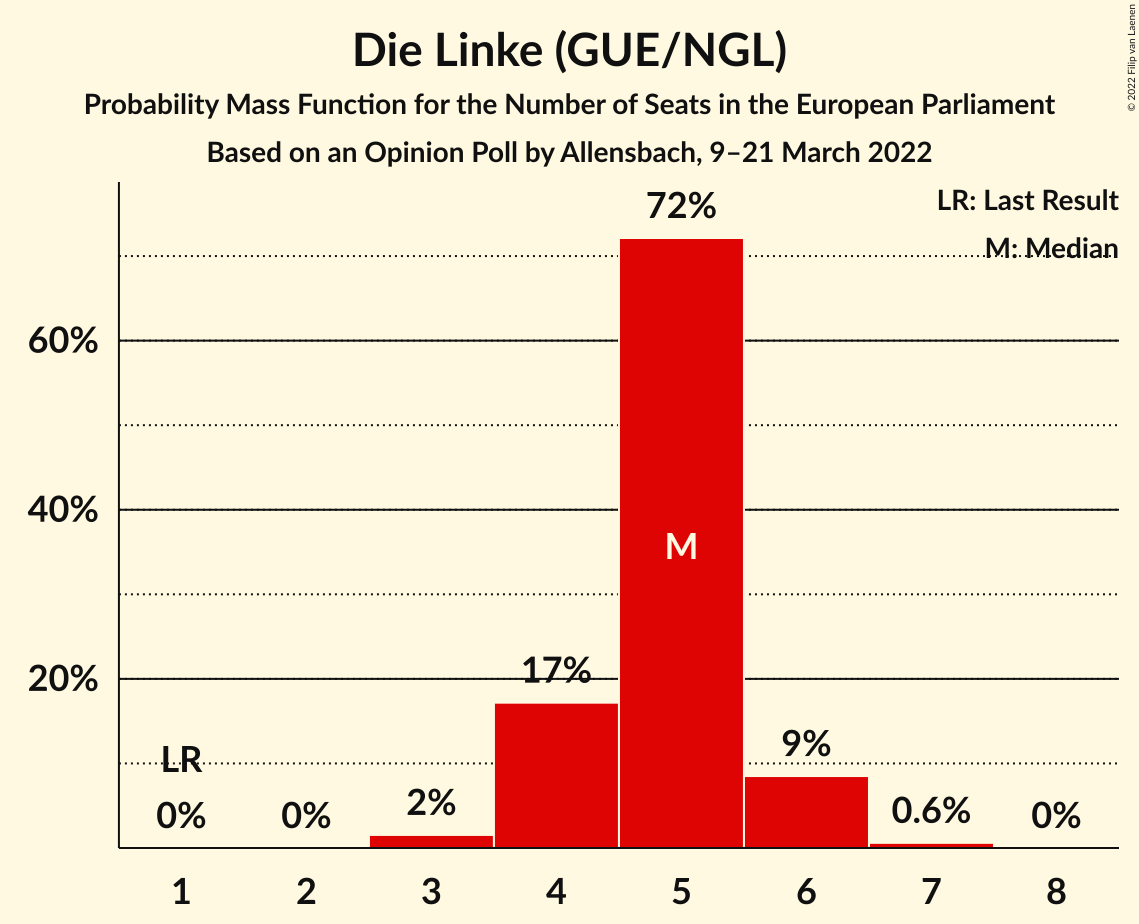 Die Linke (GUE/NGL)
Probability Mass Function for the Number of Seats in the European Parliament
Based on an Opinion Poll by Allensbach, 9–21 March 2022
© 2022 Filip van Laenen
LR: Last Result
M: Median
72%
60%
40%
M
20%
17%
LR
9%
0%
0%
2%
0.6%
0%
1 2 3 4 5 6 7 8